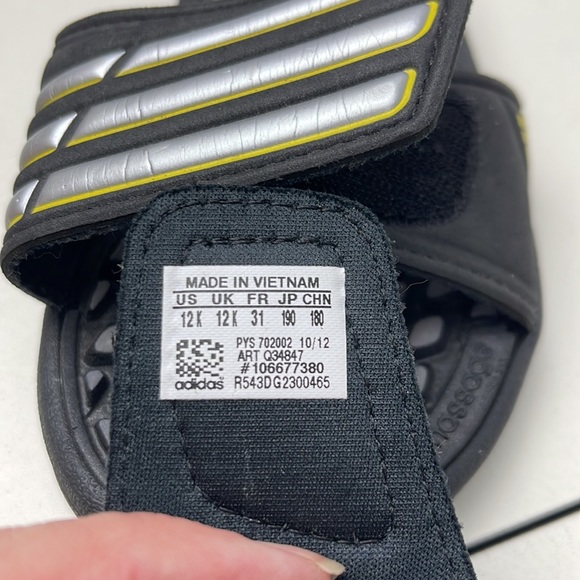 MADE IN VIETNAM
US UK FR JP CHN
12K 12K 31 190 180
PYS 702002 10/12
ART Q34847
#106677380
adidas R543DG2300465